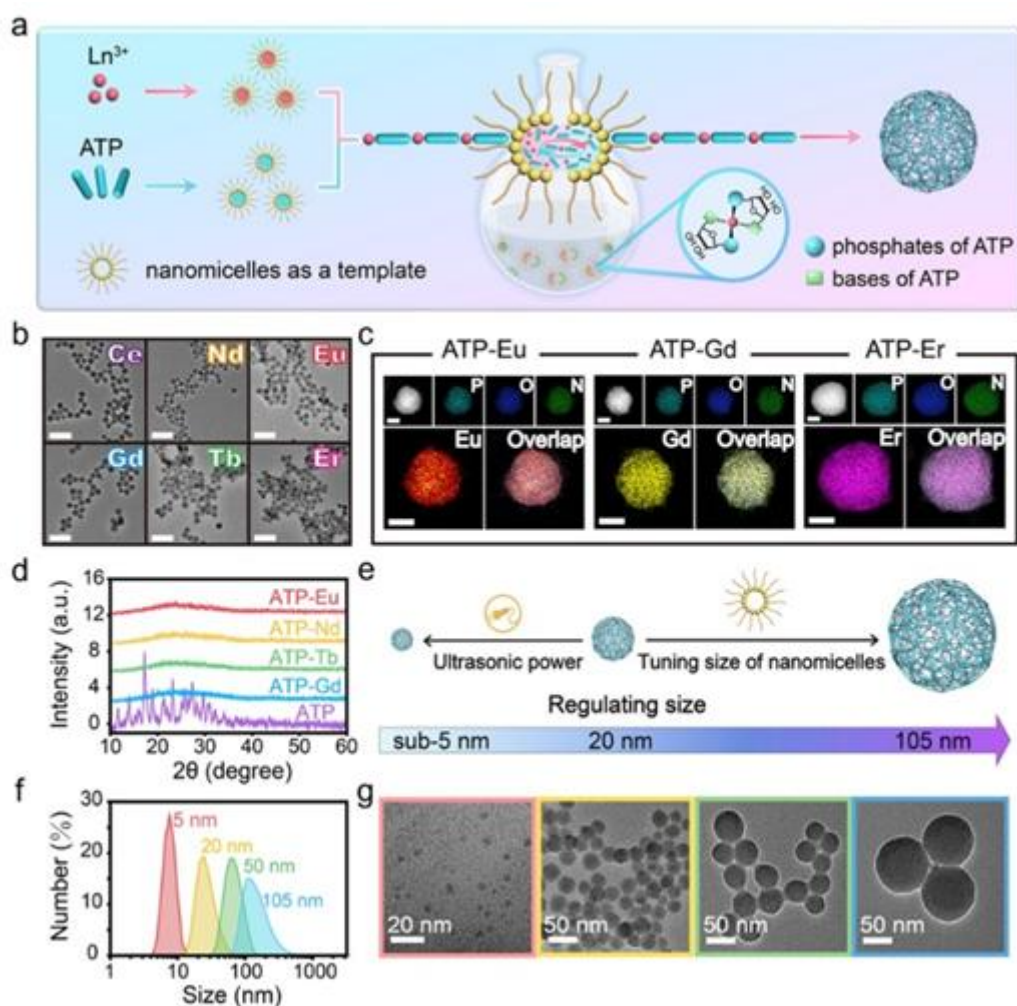 a
Ln³⁺
ATP
nanomicelles as a template
HO HO
OHOH
phosphates of ATP
bases of ATP
b
Ce
Nd
Eu
Gd
Tb
Er
c
ATP-Eu
ATP-Gd
ATP-Er
P
O
N
P
O
N
P
O
N
Eu
Overlap
Gd
Overlap
Er
Overlap
d
Intensity (a.u.)
16
12
8
4
0
ATP-Eu
ATP-Nd
ATP-Tb
ATP-Gd
ATP
10
20
30
40
50
60
2θ (degree)
e
Ultrasonic power
Tuning size of nanomicelles
Regulating size
sub-5 nm
20 nm
105 nm
f
Number (%)
30
20
10
0
5 nm
20 nm
50 nm
105 nm
1
10
100
1000
Size (nm)
g
20 nm
50 nm
50 nm
50 nm